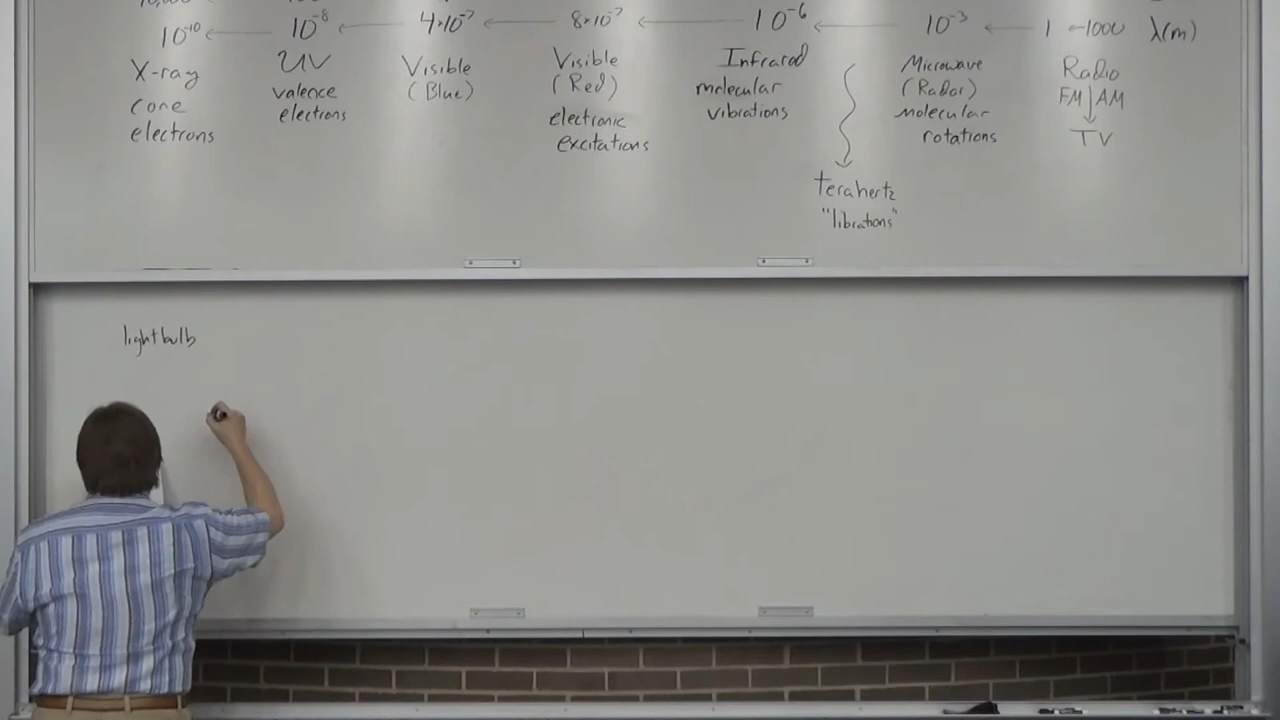 10⁻¹⁰ ← 10⁻⁸ ← 4×10⁻⁷ ← 8×10⁻⁷ ← 10⁻⁶ ← 10⁻³ ← 1 ←1000 λ(m)
X-ray
core
electrons
UV
valence
electrons
Visible
(Blue)
Visible
(Red)
electronic
excitations
Infrared
molecular
vibrations
terahertz
"librations"
Microwave
(Radar)
molecular
rotations
Radio
FM AM
TV
lightbulb